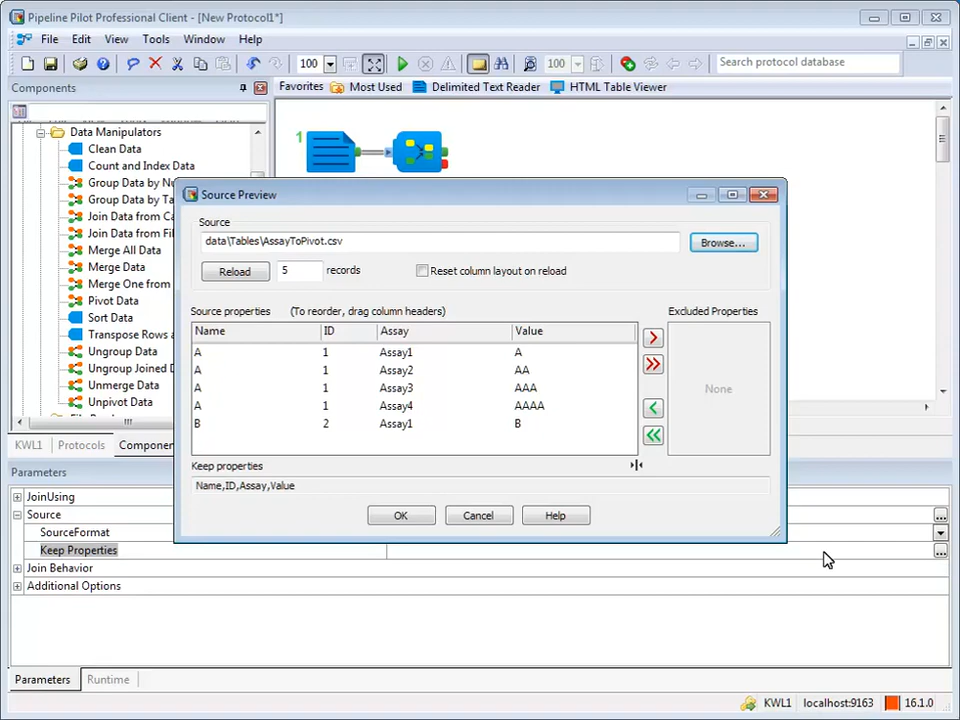 Pipeline Pilot Professional Client - [New Protocol1*]
File Edit View Tools Window Help
100 100 Search protocol database
Components Favorites Most Used Delimited Text Reader HTML Table Viewer
Data Manipulators
Clean Data
Count and Index Data
Group Data by Nu
Group Data by Ta
Join Data from Ca
Join Data from Fi
Merge All Data
Merge Data
Merge One from
Pivot Data
Sort Data
Transpose Rows a
Ungroup Data
Ungroup Joined D
Unmerge Data
Unpivot Data
KWL1 Protocols Componen
1
Source Preview
Source
data\Tables\AssayToPivot.csv Browse...
Reload 5 records Reset column layout on reload
Source properties (To reorder, drag column headers) Excluded Properties
Name ID Assay Value
A 1 Assay1 A
A 1 Assay2 AA
A 1 Assay3 AAA
A 1 Assay4 AAAA
B 2 Assay1 B
None
Keep properties
Name,ID,Assay,Value
OK Cancel Help
Parameters
JoinUsing
Source
SourceFormat
Keep Properties
Join Behavior
Additional Options
Parameters Runtime
KWL1 localhost:9163 16.1.0